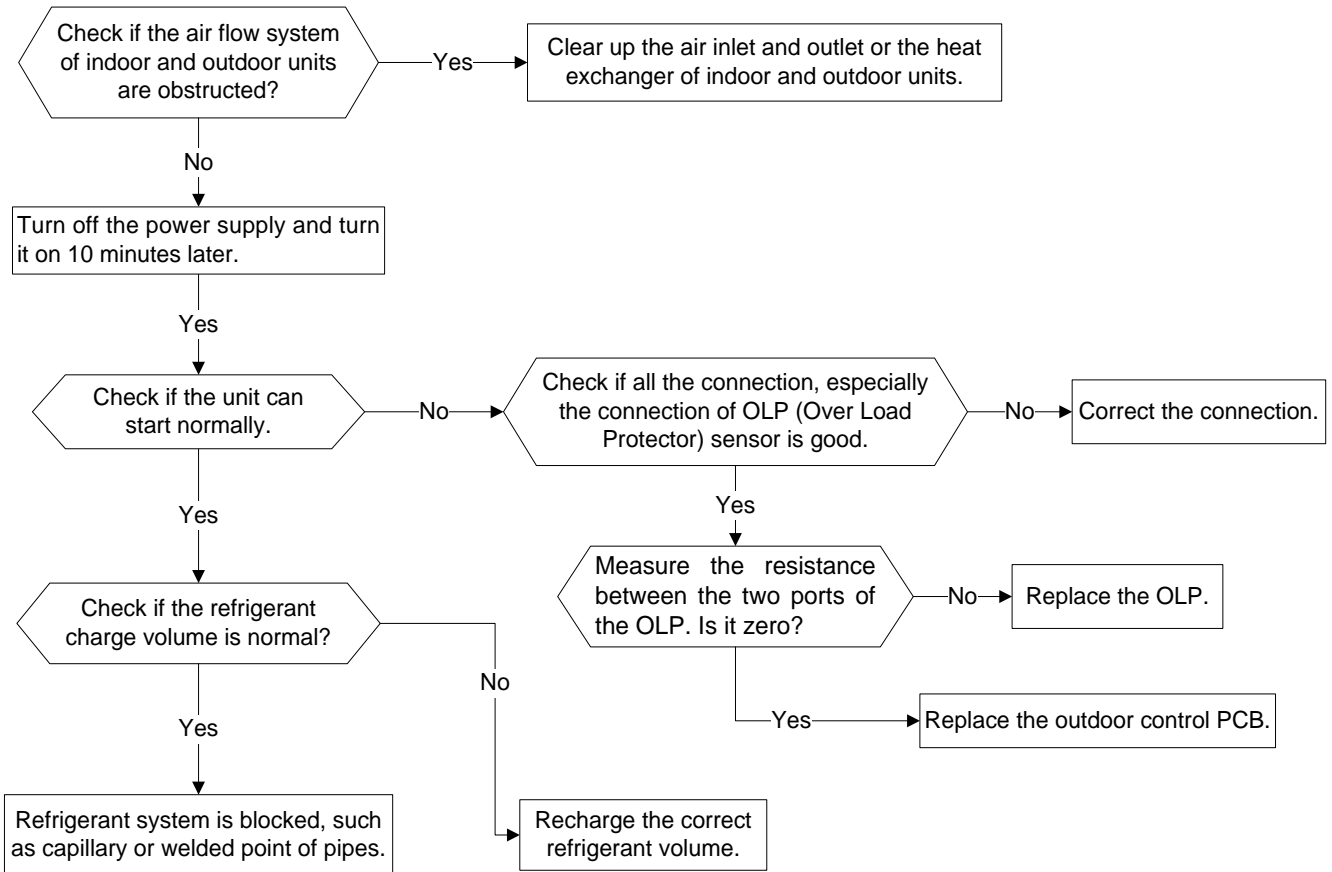 Check if the air flow system
of indoor and outdoor units
are obstructed?
Yes
Clear up the air inlet and outlet or the heat
exchanger of indoor and outdoor units.
No
Turn off the power supply and turn
it on 10 minutes later.
Yes
Check if the unit can
start normally.
No
Check if all the connection, especially
the connection of OLP (Over Load
Protector) sensor is good.
No
Correct the connection.
Yes
Yes
Measure the resistance
between the two ports of
the OLP. Is it zero?
No
Replace the OLP.
Check if the refrigerant
charge volume is normal?
No
Yes
Yes
Replace the outdoor control PCB.
Refrigerant system is blocked, such
as capillary or welded point of pipes.
Recharge the correct
refrigerant volume.